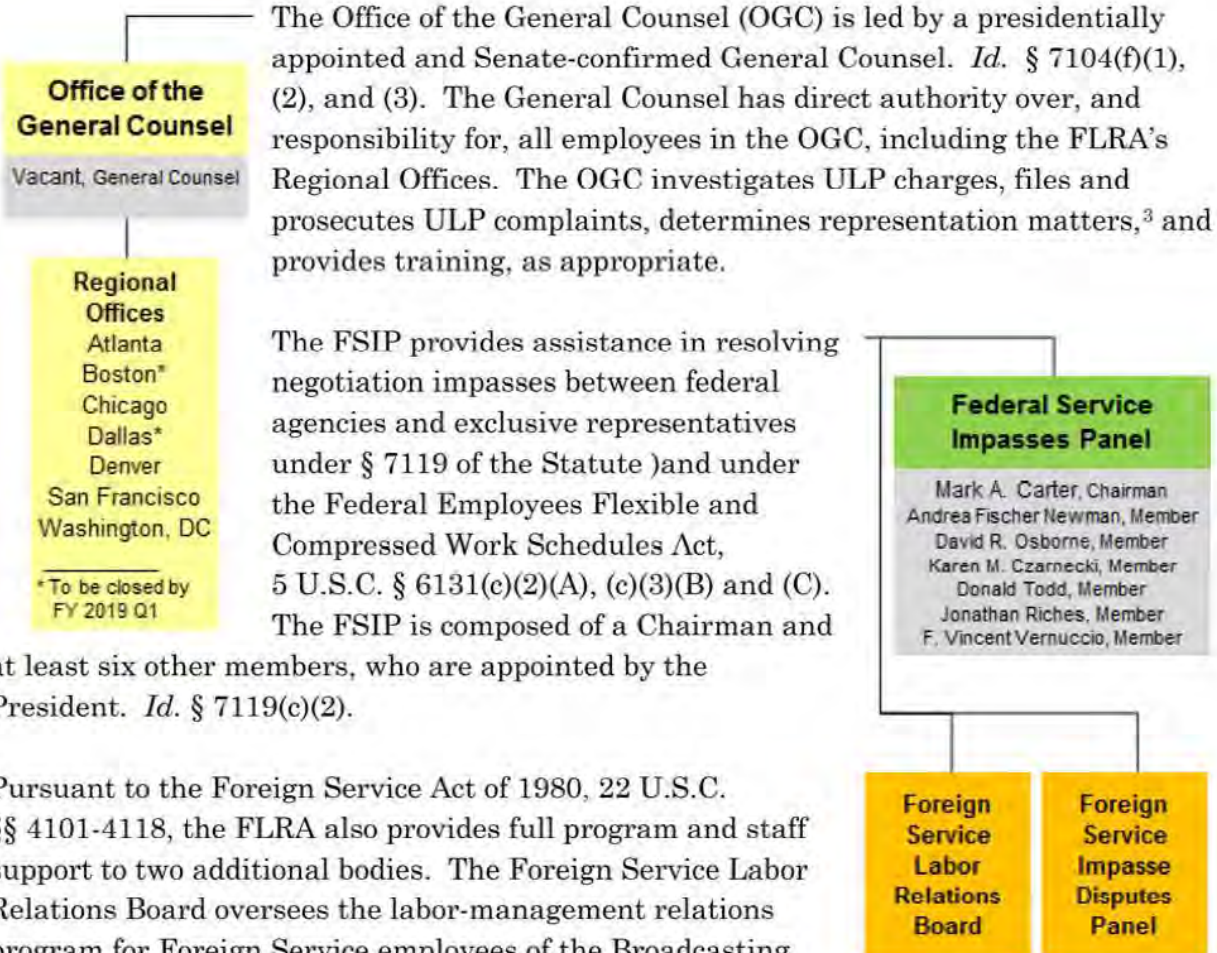 The Office of the General Counsel (OGC) is led by a presidentially
appointed and Senate-confirmed General Counsel. Id. § 7104(f)(1),
(2), and (3). The General Counsel has direct authority over, and
responsibility for, all employees in the OGC, including the FLRA's
Regional Offices. The OGC investigates ULP charges, files and
prosecutes ULP complaints, determines representation matters,³ and
provides training, as appropriate.
Office of the
General Counsel
Vacant, General Counsel
Regional
Offices
Atlanta
Boston*
Chicago
Dallas*
Denver
San Francisco
Washington, DC
* To be closed by
FY 2019 Q1
The FSIP provides assistance in resolving
negotiation impasses between federal
agencies and exclusive representatives
under § 7119 of the Statute )and under
the Federal Employees Flexible and
Compressed Work Schedules Act,
5 U.S.C. § 6131(c)(2)(A), (c)(3)(B) and (C).
The FSIP is composed of a Chairman and
at least six other members, who are appointed by the
President. Id. § 7119(c)(2).
Federal Service
Impasses Panel
Mark A. Carter, Chairman
Andrea Fischer Newman, Member
David R. Osborne, Member
Karen M. Czarnecki, Member
Donald Todd, Member
Jonathan Riches, Member
F. Vincent Vernuccio, Member
Pursuant to the Foreign Service Act of 1980, 22 U.S.C.
§§ 4101-4118, the FLRA also provides full program and staff
support to two additional bodies. The Foreign Service Labor
Relations Board oversees the labor-management relations
program for Foreign Service employees of the Broadcasting
Foreign
Service
Labor
Relations
Board
Foreign
Service
Impasse
Disputes
Panel